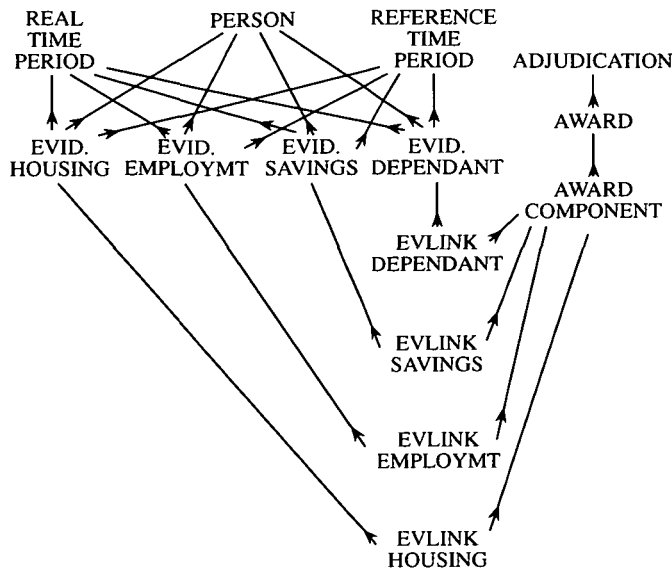 REAL
TIME
PERIOD
PERSON
REFERENCE
TIME
PERIOD
ADJUDICATION
EVID.
HOUSING
EVID.
EMPLOYMT
EVID.
SAVINGS
EVID.
DEPENDANT
AWARD
AWARD
COMPONENT
EVLINK
DEPENDANT
EVLINK
SAVINGS
EVLINK
EMPLOYMT
EVLINK
HOUSING